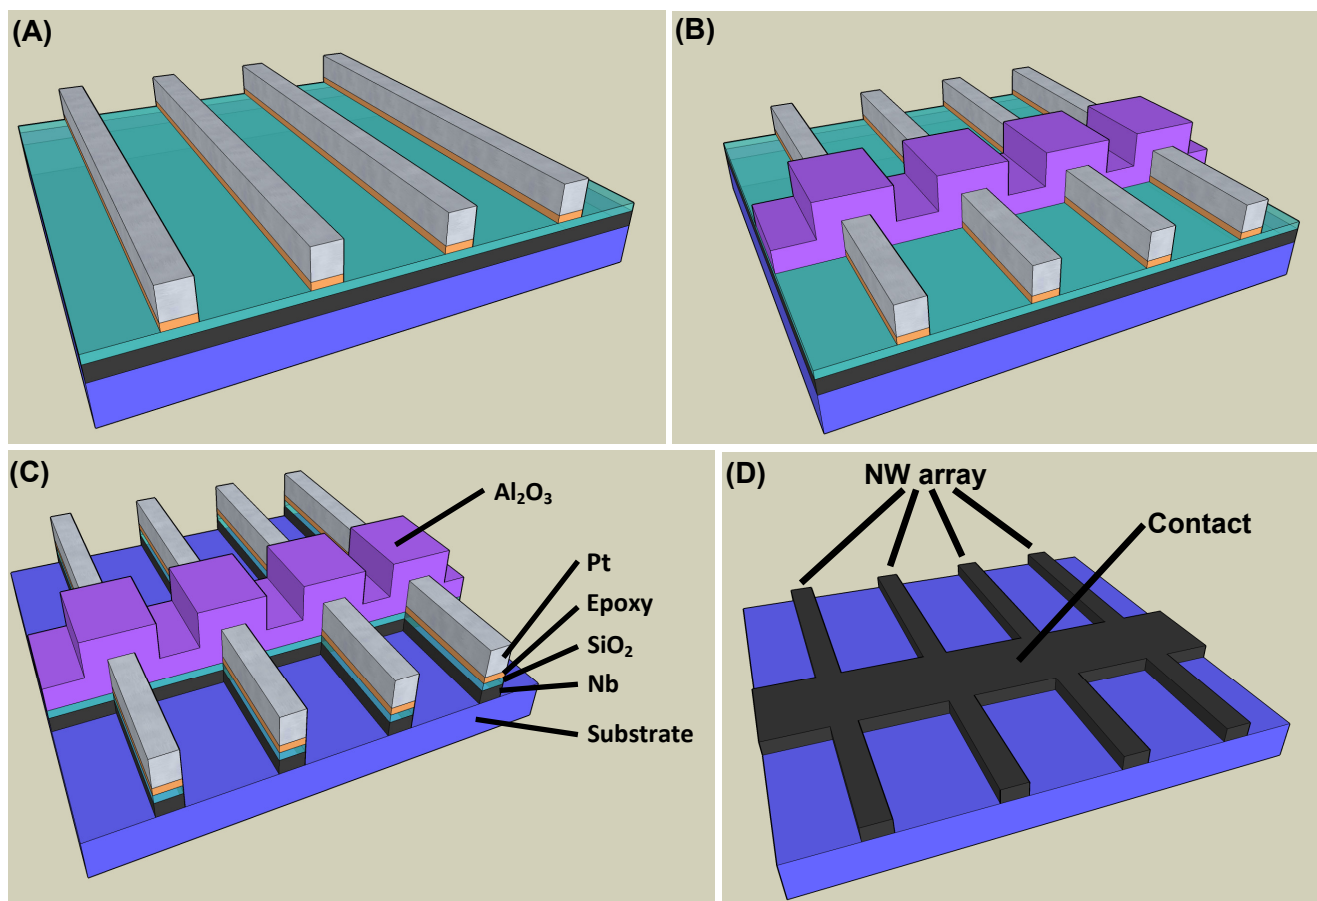 (A)
(B)
(C)
Al₂O₃
Pt
Epoxy
SiO₂
Nb
Substrate
(D)
NW array
Contact